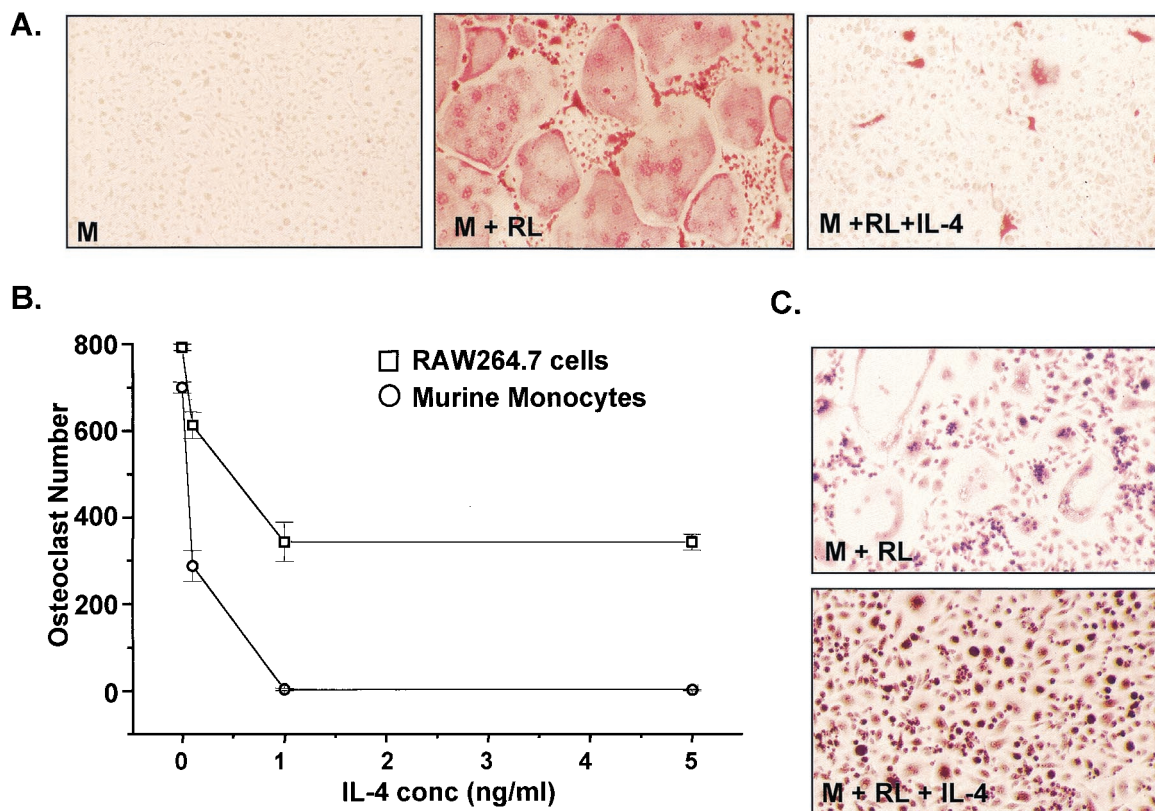 A.
M
M + RL
M +RL+IL-4
B.
Osteoclast Number
800
600
400
200
0
RAW264.7 cells
Murine Monocytes
0 1 2 3 4 5
IL-4 conc (ng/ml)
C.
M + RL
M + RL + IL-4